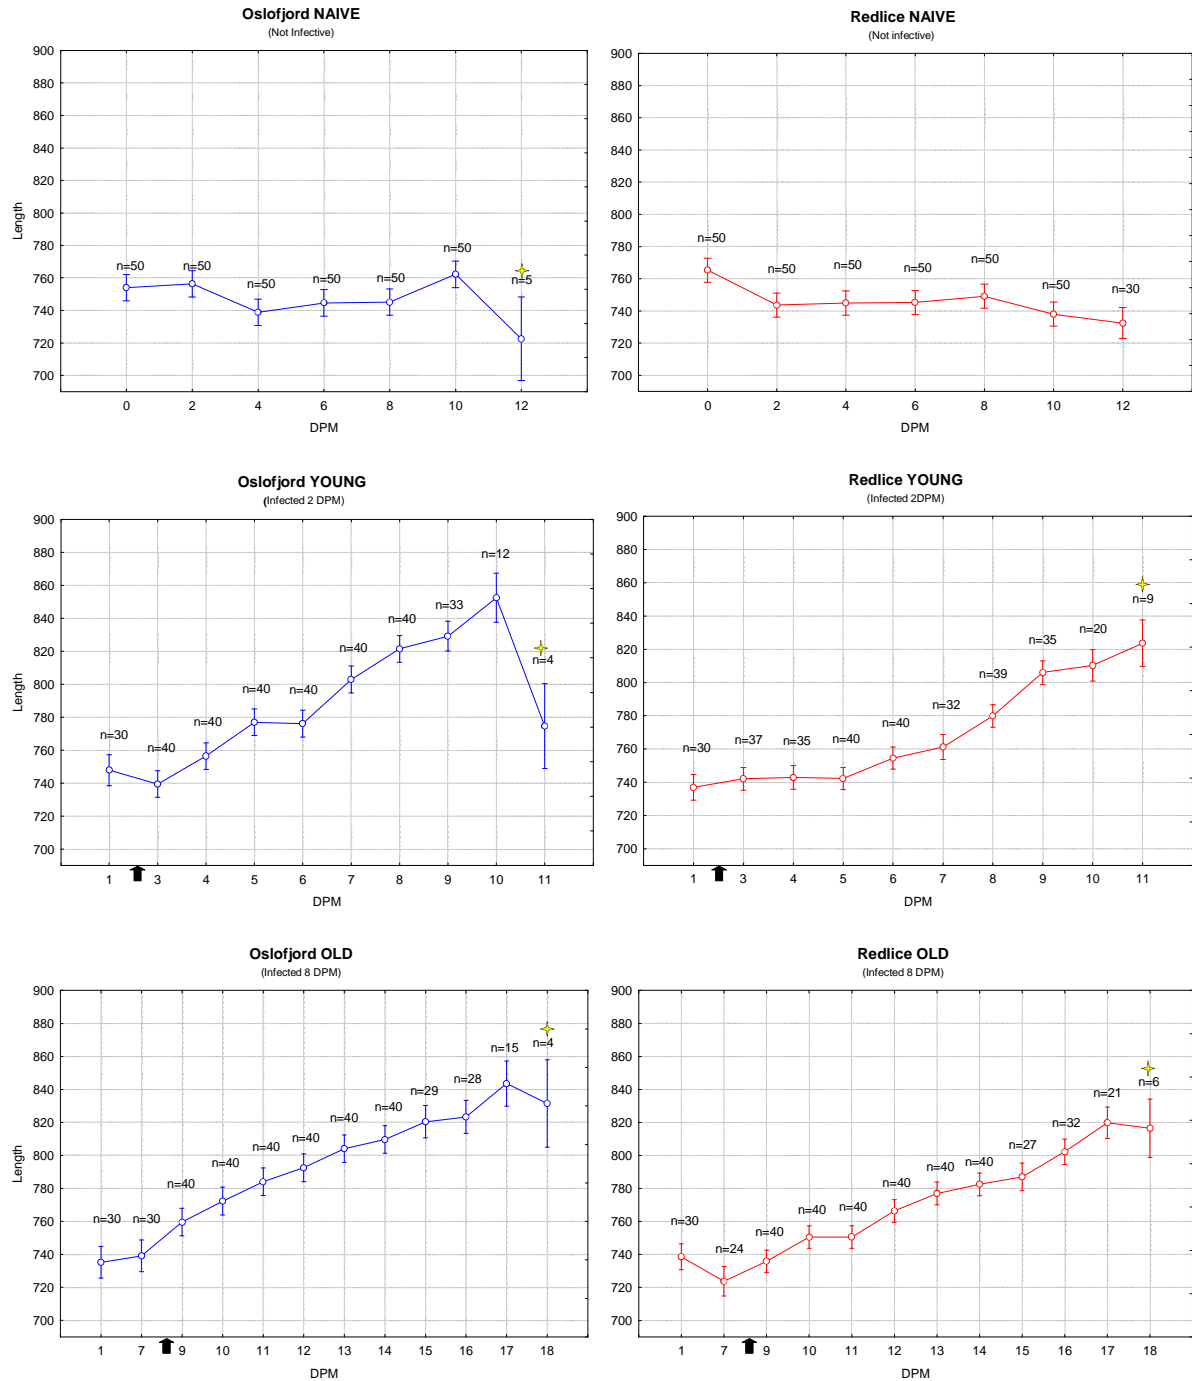 Oslofjord NAIVE
(Not Infective)
900
880
860
840
820
800
780
760
740
720
700
Length
n=50
n=50
n=50
n=50
n=50
n=50
n=5
0 2 4 6 8 10 12
DPM
Redlice NAIVE
(Not infective)
900
880
860
840
820
800
780
760
740
720
700
n=50
n=50
n=50
n=50
n=50
n=50
n=30
0 2 4 6 8 10 12
DPM
Oslofjord YOUNG
(Infected 2 DPM)
900
880
860
840
820
800
780
760
740
720
700
Length
n=30
n=40
n=40
n=40
n=40
n=40
n=40
n=33
n=12
n=4
1 3 4 5 6 7 8 9 10 11
DPM
Redlice YOUNG
(Infected 2DPM)
900
880
860
840
820
800
780
760
740
720
700
n=30
n=37
n=35
n=40
n=40
n=32
n=39
n=35
n=20
n=9
1 3 4 5 6 7 8 9 10 11
DPM
Oslofjord OLD
(Infected 8 DPM)
900
880
860
840
820
800
780
760
740
720
700
Length
n=30
n=30
n=40
n=40
n=40
n=40
n=40
n=40
n=29
n=28
n=15
n=4
1 7 9 10 11 12 13 14 15 16 17 18
DPM
Redlice OLD
(Infected 8 DPM)
900
880
860
840
820
800
780
760
740
720
700
n=30
n=24
n=40
n=40
n=40
n=40
n=40
n=40
n=27
n=32
n=21
n=6
1 7 9 10 11 12 13 14 15 16 17 18
DPM